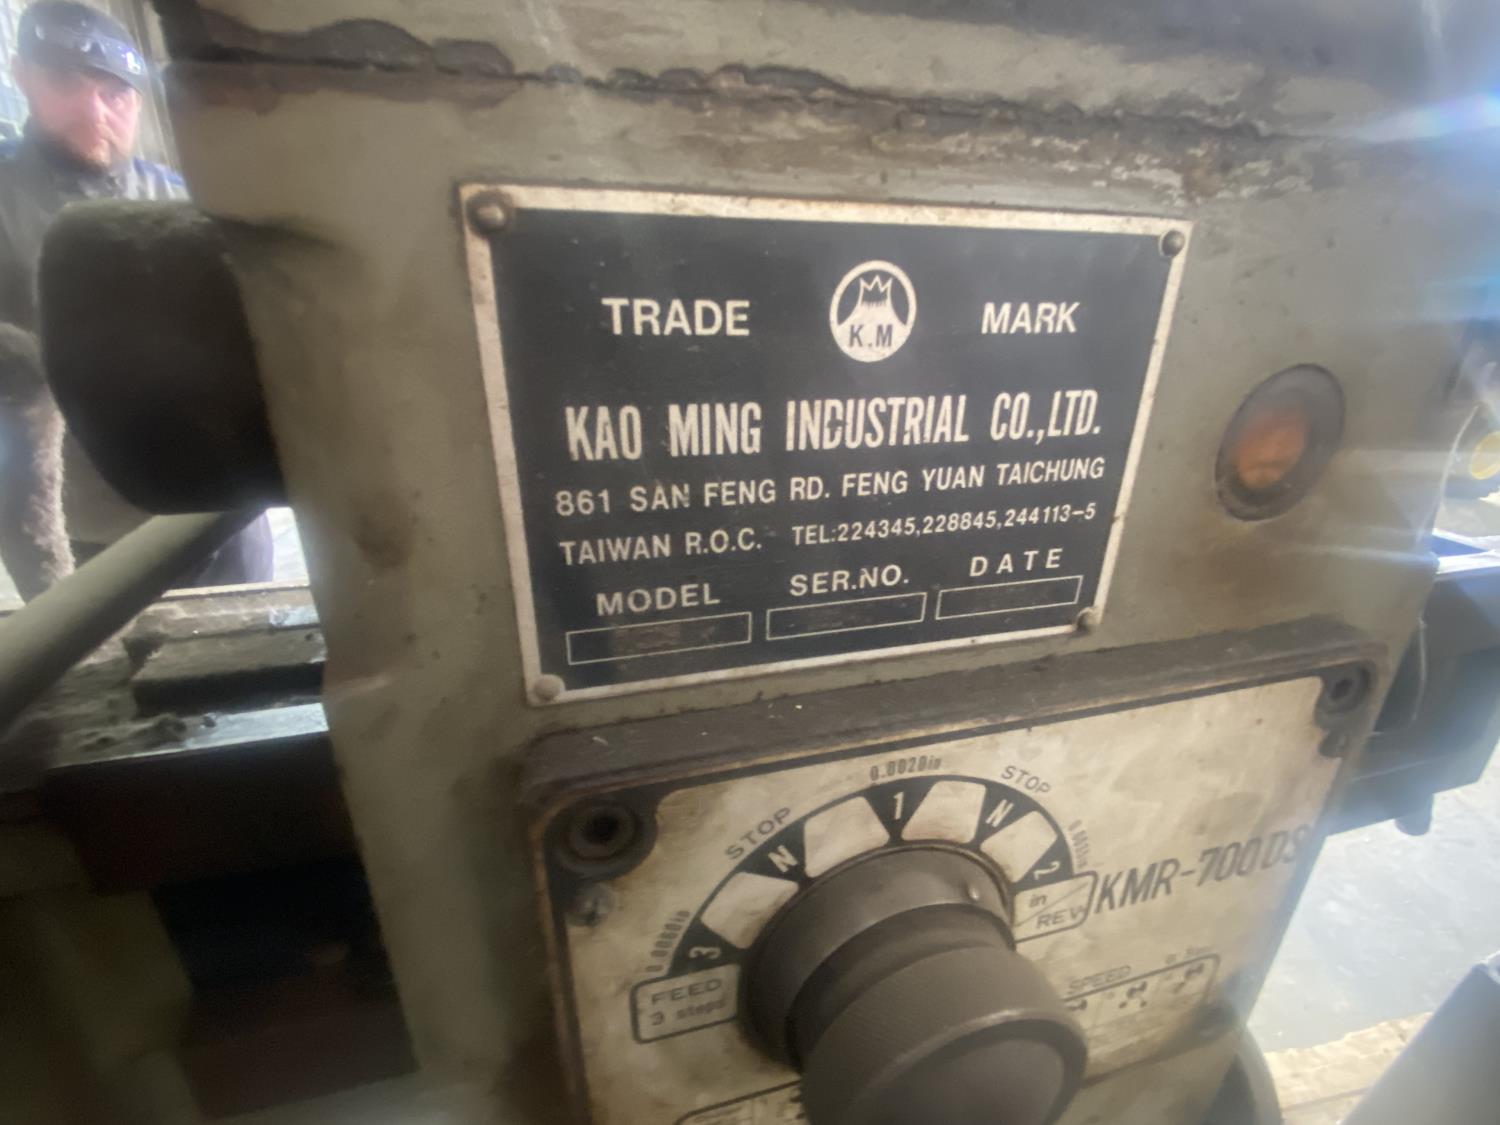 TRADE K.M MARK
KAO MING INDUSTRIAL CO.,LTD.
861 SAN FENG RD. FENG YUAN TAICHUNG
TAIWAN R.O.C. TEL:224345,228845,244113-5
MODEL SER.NO. DATE
0.0020in
STOP STOP
N 1 N
3 2
0.0060in
KMR-700DS
in
REV
FEED
3 steps
SPEED